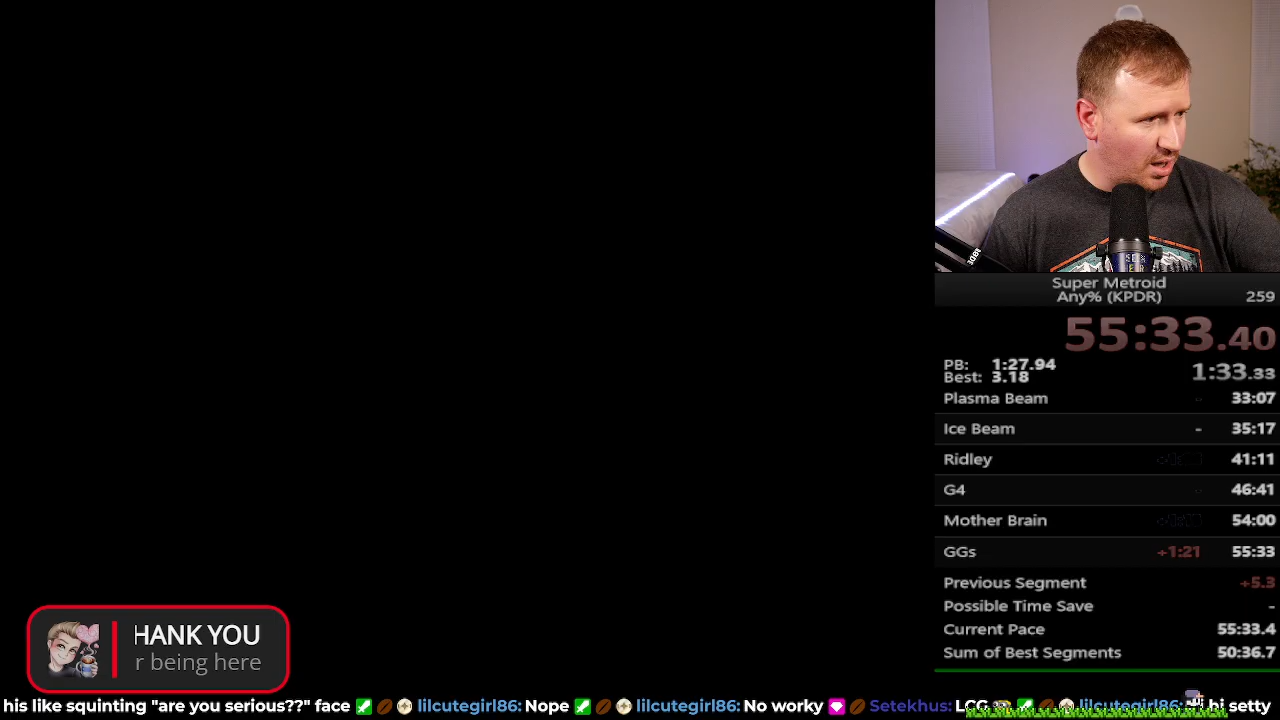 Super Metroid
Any% (KPDR) 259
55:33.40
PB: 1:27.94
Best: 3.18 1:33.33
Plasma Beam 33:07
Ice Beam - 35:17
Ridley 41:11
G4 46:41
Mother Brain 54:00
GGs +1:21 55:33
Previous Segment +5.3
Possible Time Save -
Current Pace 55:33.4
Sum of Best Segments 50:36.7
HANK YOU
r being here
his like squinting "are you serious??" face lilcutegirl86: Nope lilcutegirl86: No worky Setekhus: LCG lilcutegirl86: hi setty